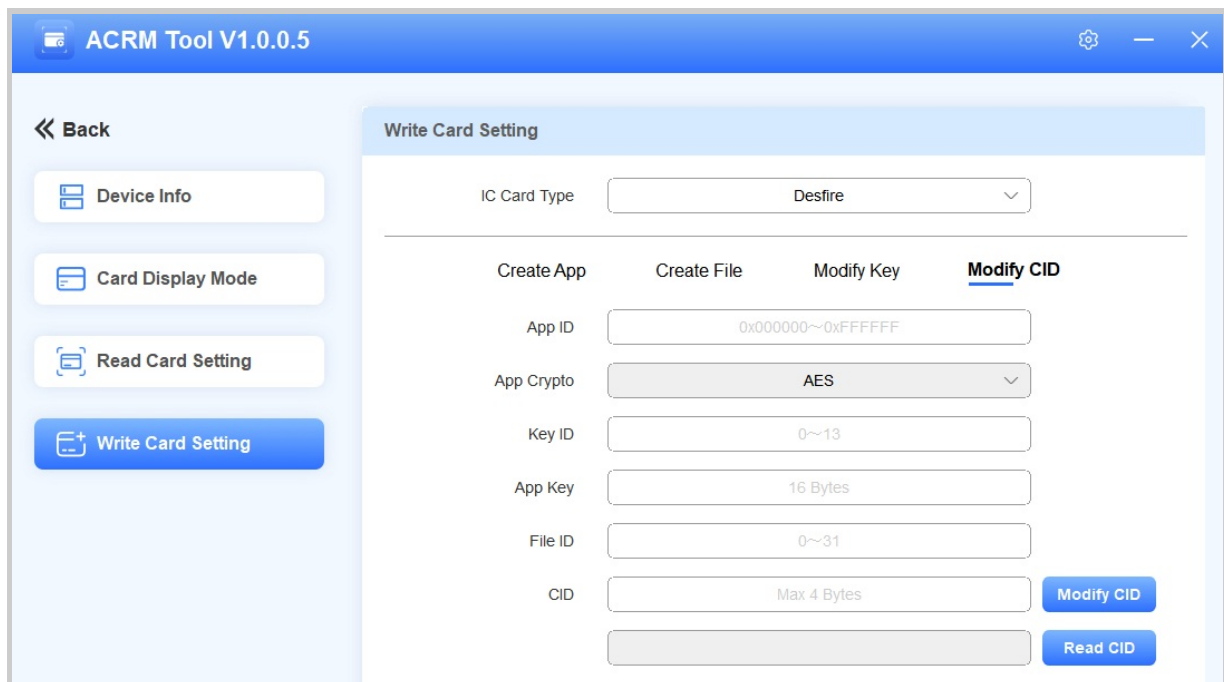 ACRM Tool V1.0.0.5
Back
Device Info
Card Display Mode
Read Card Setting
Write Card Setting
Write Card Setting
IC Card Type Desfire
Create App Create File Modify Key Modify CID
App ID 0x000000～0xFFFFFF
App Crypto AES
Key ID 0～13
App Key 16 Bytes
File ID 0～31
CID Max 4 Bytes Modify CID
Read CID